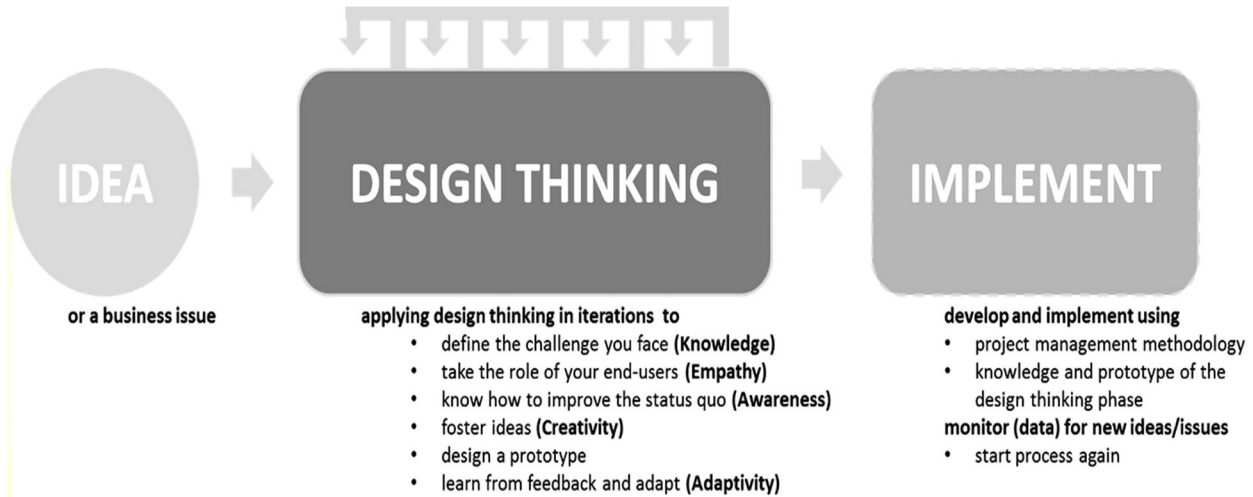 IDEA
DESIGN THINKING
IMPLEMENT
or a business issue
applying design thinking in iterations to
• define the challenge you face (Knowledge)
• take the role of your end-users (Empathy)
• know how to improve the status quo (Awareness)
• foster ideas (Creativity)
• design a prototype
• learn from feedback and adapt (Adaptivity)
develop and implement using
• project management methodology
• knowledge and prototype of the
design thinking phase
monitor (data) for new ideas/issues
• start process again